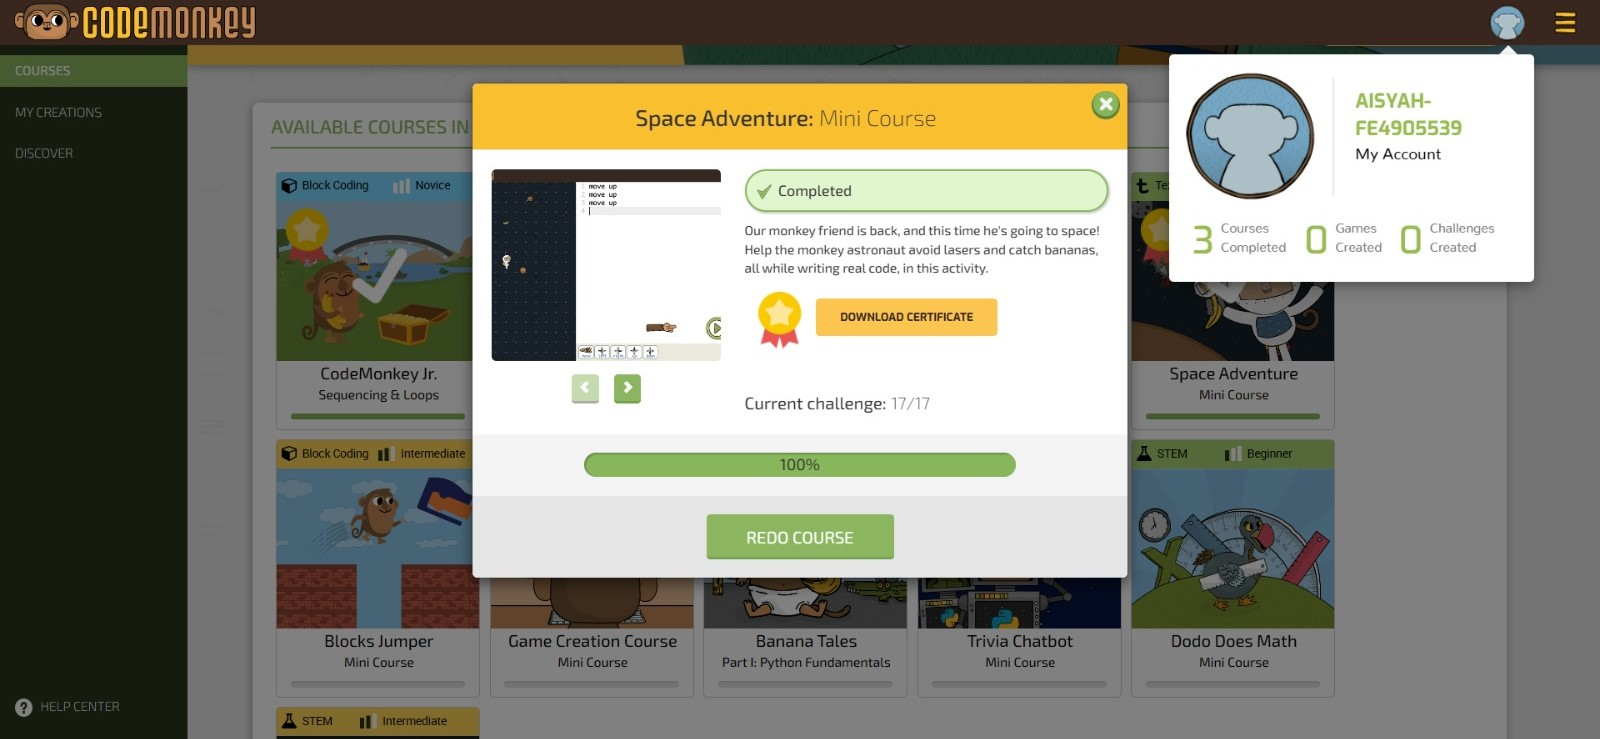 CODEMONKEY
COURSES
MY CREATIONS
DISCOVER
HELP CENTER
AVAILABLE COURSES IN
Block Coding Novice
CodeMonkey Jr.
Sequencing & Loops
Space Adventure: Mini Course
1 move up
2 move up
3 move up
4
Completed
Our monkey friend is back, and this time he's going to space!
Help the monkey astronaut avoid lasers and catch bananas,
all while writing real code, in this activity.
DOWNLOAD CERTIFICATE
Current challenge: 17/17
100%
REDO COURSE
AISYAH-
FE4905539
My Account
3 Courses Completed
0 Games Created
0 Challenges Created
Space Adventure
Mini Course
Block Coding Intermediate
Blocks Jumper
Mini Course
Game Creation Course
Mini Course
Banana Tales
Part I: Python Fundamentals
Trivia Chatbot
Mini Course
STEM Beginner
Dodo Does Math
Mini Course
STEM Intermediate